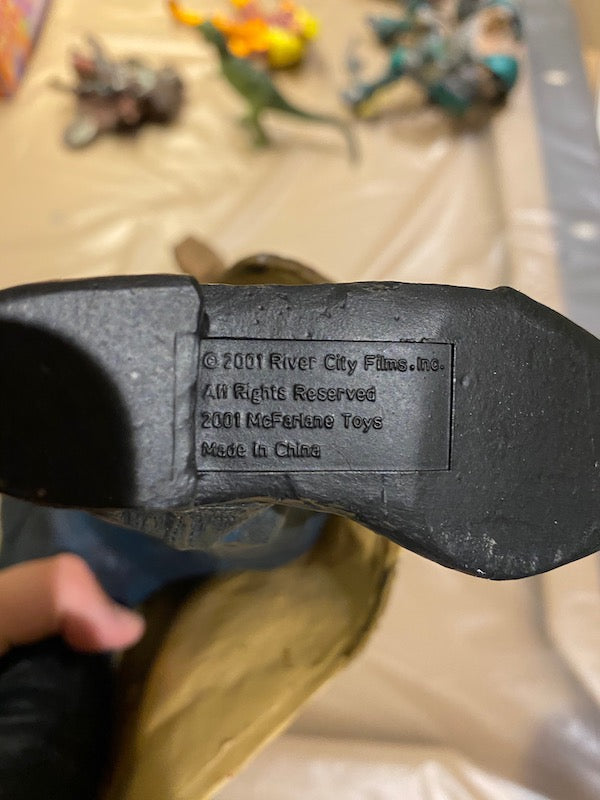 © 2001 River City Films, Inc.
All Rights Reserved
2001 McFarlane Toys
Made in China